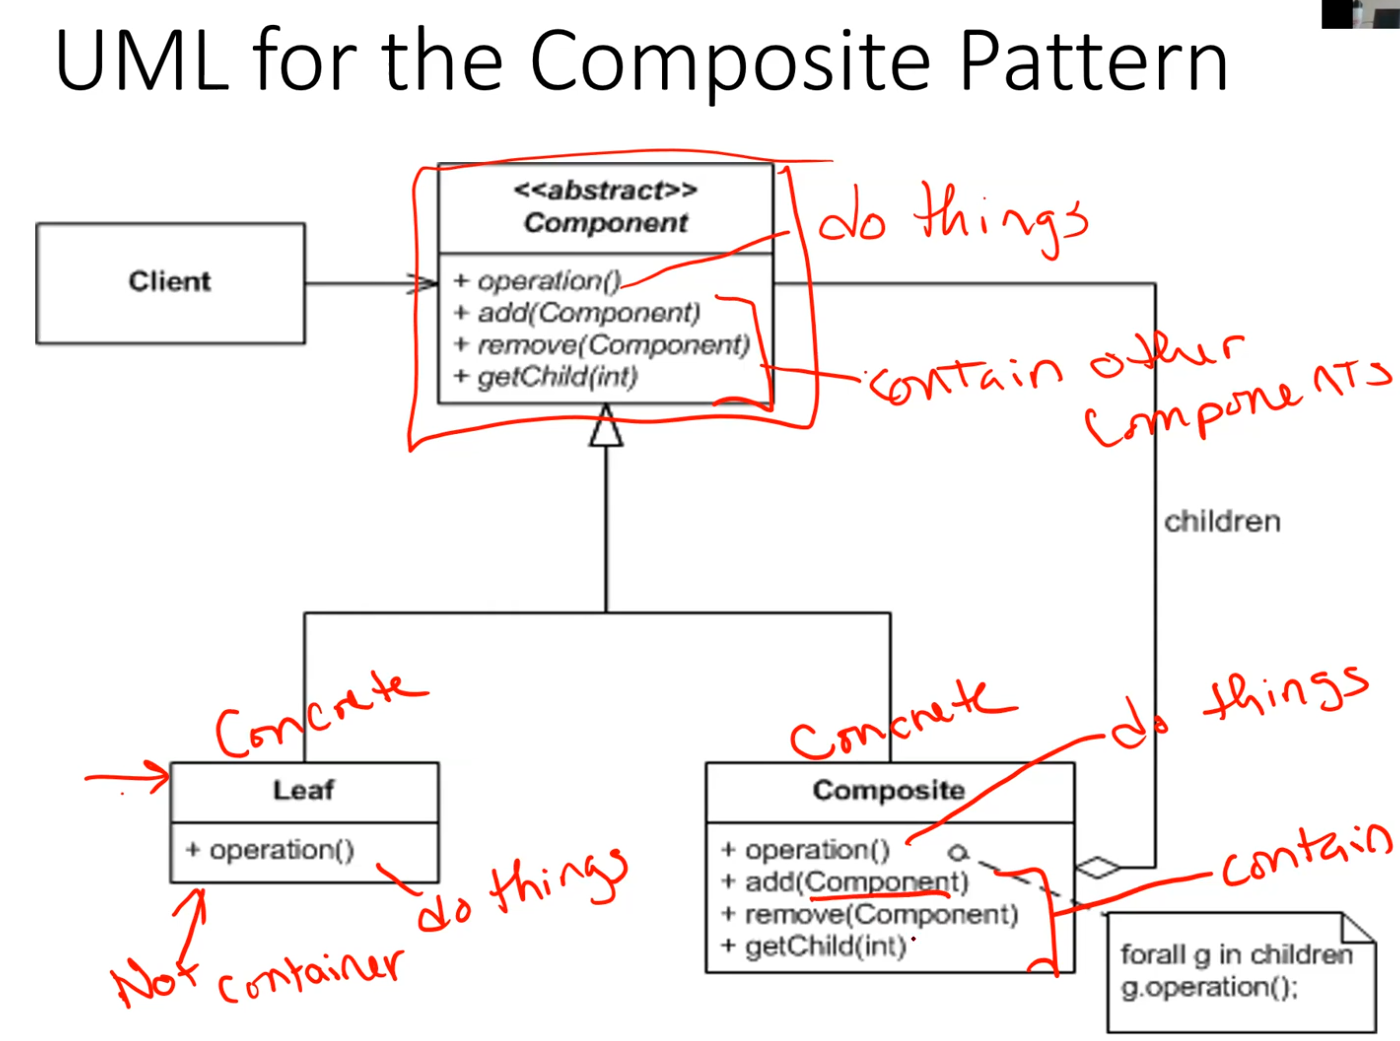 UML for the Composite Pattern
<<abstract>>
Component
do things
Client
+ operation()
+ add(Component)
+ remove(Component)
+ getChild(int)
contain other
components
children
Concrete
Concrete
do things
Leaf
+ operation()
do things
Not container
Composite
+ operation()
+ add(Component)
+ remove(Component)
+ getChild(int)
contain
forall g in children
g.operation();